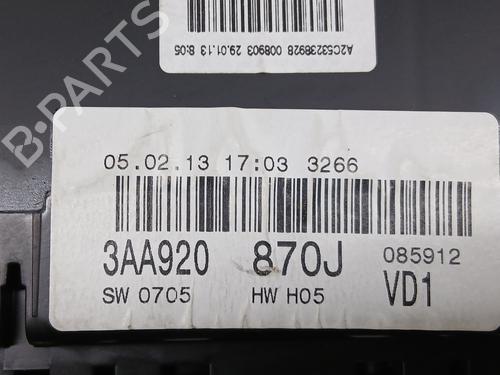 A2C53238928 008903 29.01.13 8:05
05.02.13 17:03 3266
3AA920 870J 085912
SW 0705 HW H05 VD1
B-PARTS